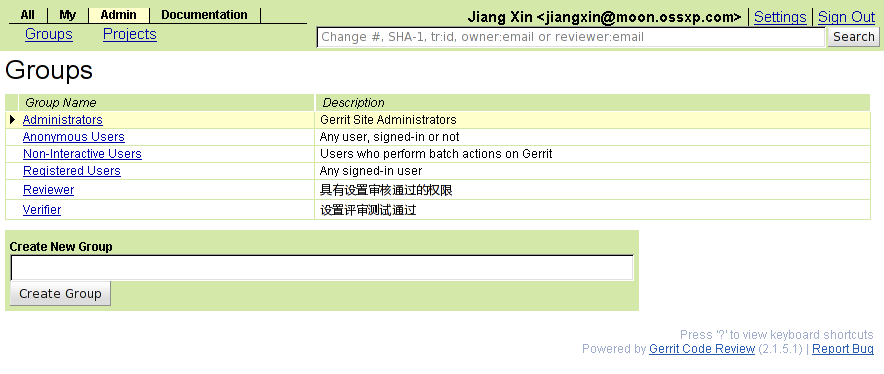 All My Admin Documentation Jiang Xin <jiangxin@moon.ossxp.com> Settings Sign Out
Groups Projects Change #, SHA-1, tr:id, owner:email or reviewer:email Search
Groups
Group Name Description
Administrators Gerrit Site Administrators
Anonymous Users Any user, signed-in or not
Non-Interactive Users Users who perform batch actions on Gerrit
Registered Users Any signed-in user
Reviewer 具有设置审核通过的权限
Verifier 设置评审测试通过
Create New Group
Create Group
Press '?' to view keyboard shortcuts
Powered by Gerrit Code Review (2.1.5.1) | Report Bug